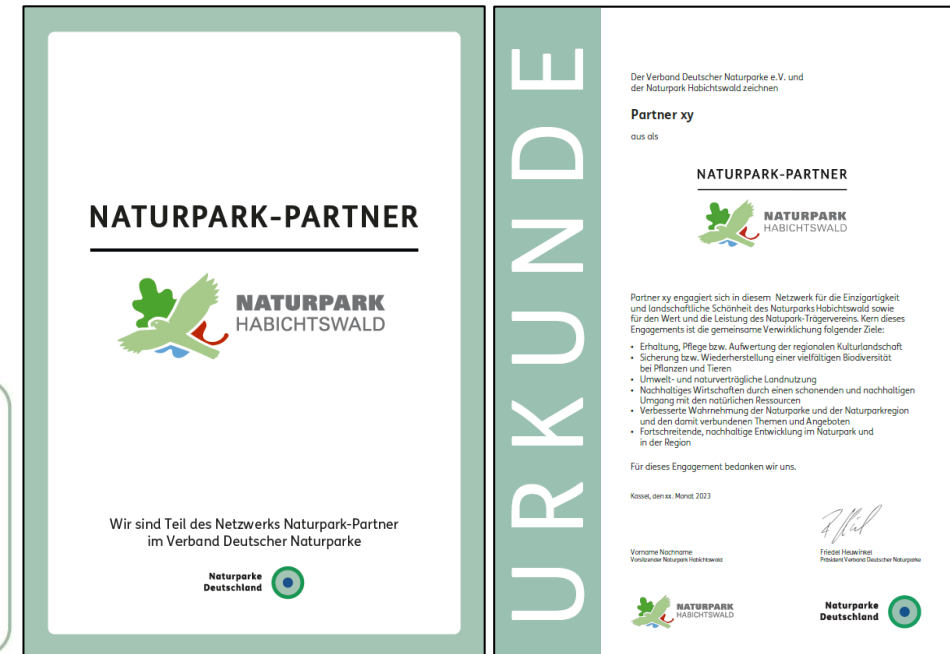 NATURPARK-PARTNER
NATURPARK
HABICHTSWALD
Wir sind Teil des Netzwerks Naturpark-Partner
im Verband Deutscher Naturparke
Naturparke
Deutschland
URKUNDE
Der Verband Deutscher Naturparke e.V. und
der Naturpark Habichtswald zeichnen
Partner xy
aus als
NATURPARK-PARTNER
NATURPARK
HABICHTSWALD
Partner xy engagiert sich in diesem Netzwerk für die Einzigartigkeit
und landschaftliche Schönheit des Naturparks Habichtswald sowie
für den Wert und die Leistung des Natupark-Trägervereins. Kern dieses
Engagements ist die gemeinsame Verwirklichung folgender Ziele:
• Erhaltung, Pflege bzw. Aufwertung der regionalen Kulturlandschaft
• Sicherung bzw. Wiederherstellung einer vielfältigen Biodiversität
bei Pflanzen und Tieren
• Umwelt- und naturverträgliche Landnutzung
• Nachhaltiges Wirtschaften durch einen schonenden und nachhaltigen
Umgang mit den natürlichen Ressourcen
• Verbesserte Wahrnehmung der Naturparke und der Naturparkregion
und den damit verbundenen Themen und Angeboten
• Fortschreitende, nachhaltige Entwicklung im Naturpark und
in der Region
Für dieses Engagement bedanken wir uns.
Kassel, den xx. Monat 2023
Vorname Nachname
Vorsitzender Naturpark Habichtswald
Friedel Heuwinkel
Präsident Verband Deutscher Naturparke
NATURPARK
HABICHTSWALD
Naturparke
Deutschland